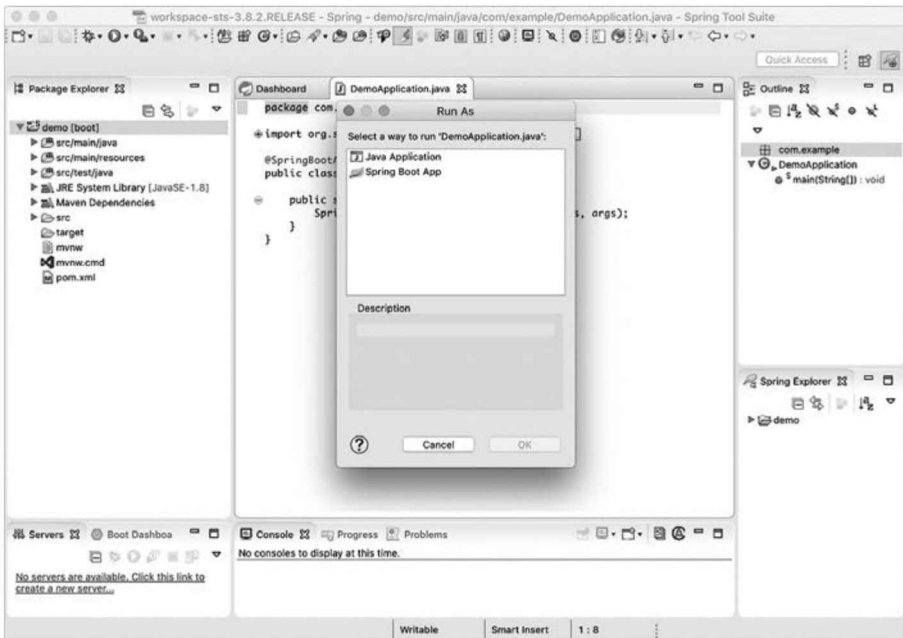 workspace-sts-3.8.2.RELEASE - Spring - demo/src/main/java/com/example/DemoApplication.java - Spring Tool Suite
Quick Access
Package Explorer
demo [boot]
src/main/java
src/main/resources
src/test/java
JRE System Library [JavaSE-1.8]
Maven Dependencies
src
target
mvnw
mvnw.cmd
pom.xml
Dashboard
DemoApplication.java
package com.
import org.s
@SpringBootA
public clas
public s
Spri
s, args);
}
}
Run As
Select a way to run 'DemoApplication.java':
Java Application
Spring Boot App
Description
Cancel
OK
Outline
com.example
DemoApplication
main(String[]) : void
Spring Explorer
demo
Servers
Boot Dashboa
No servers are available. Click this link to
create a new server...
Console
Progress
Problems
No consoles to display at this time.
Writable
Smart Insert
1 : 8